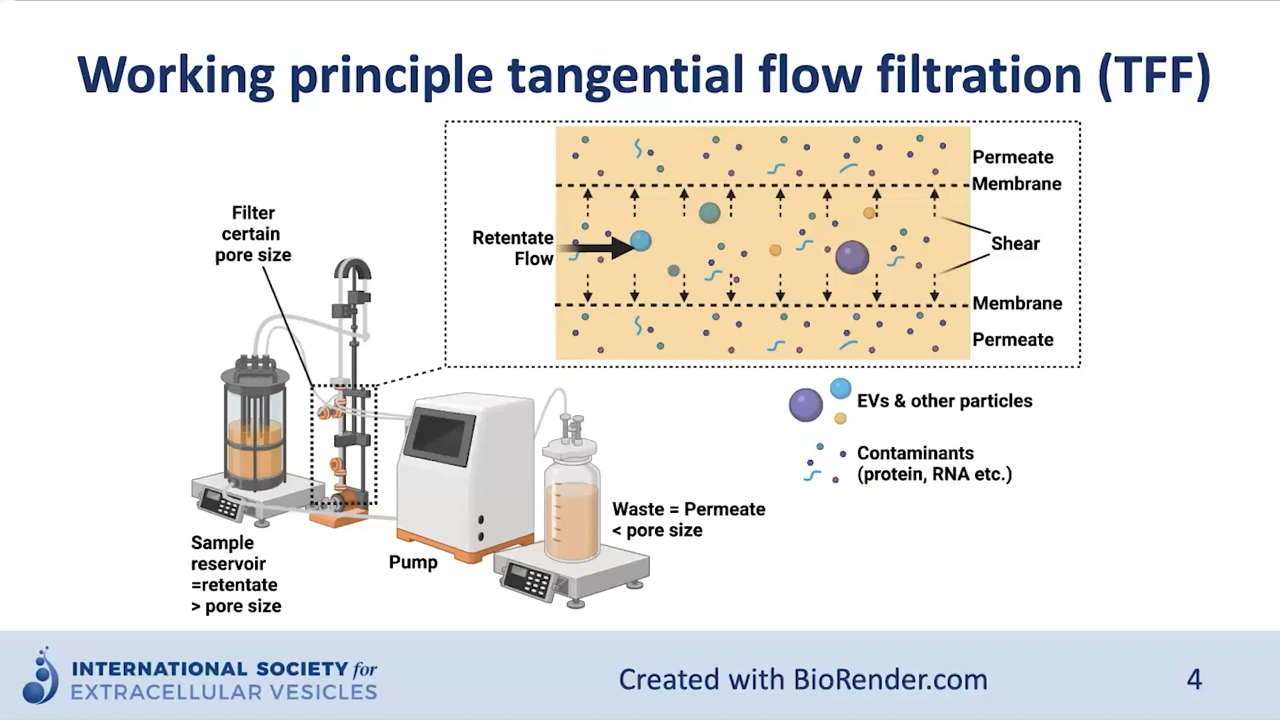 Working principle tangential flow filtration (TFF)
Permeate
Membrane
Filter
certain
pore size
Retentate
Flow
Shear
Membrane
Permeate
EVs & other particles
Contaminants
(protein, RNA etc.)
Waste = Permeate
< pore size
Sample
reservoir
=retentate
> pore size
Pump
INTERNATIONAL SOCIETY for
EXTRACELLULAR VESICLES
Created with BioRender.com
4